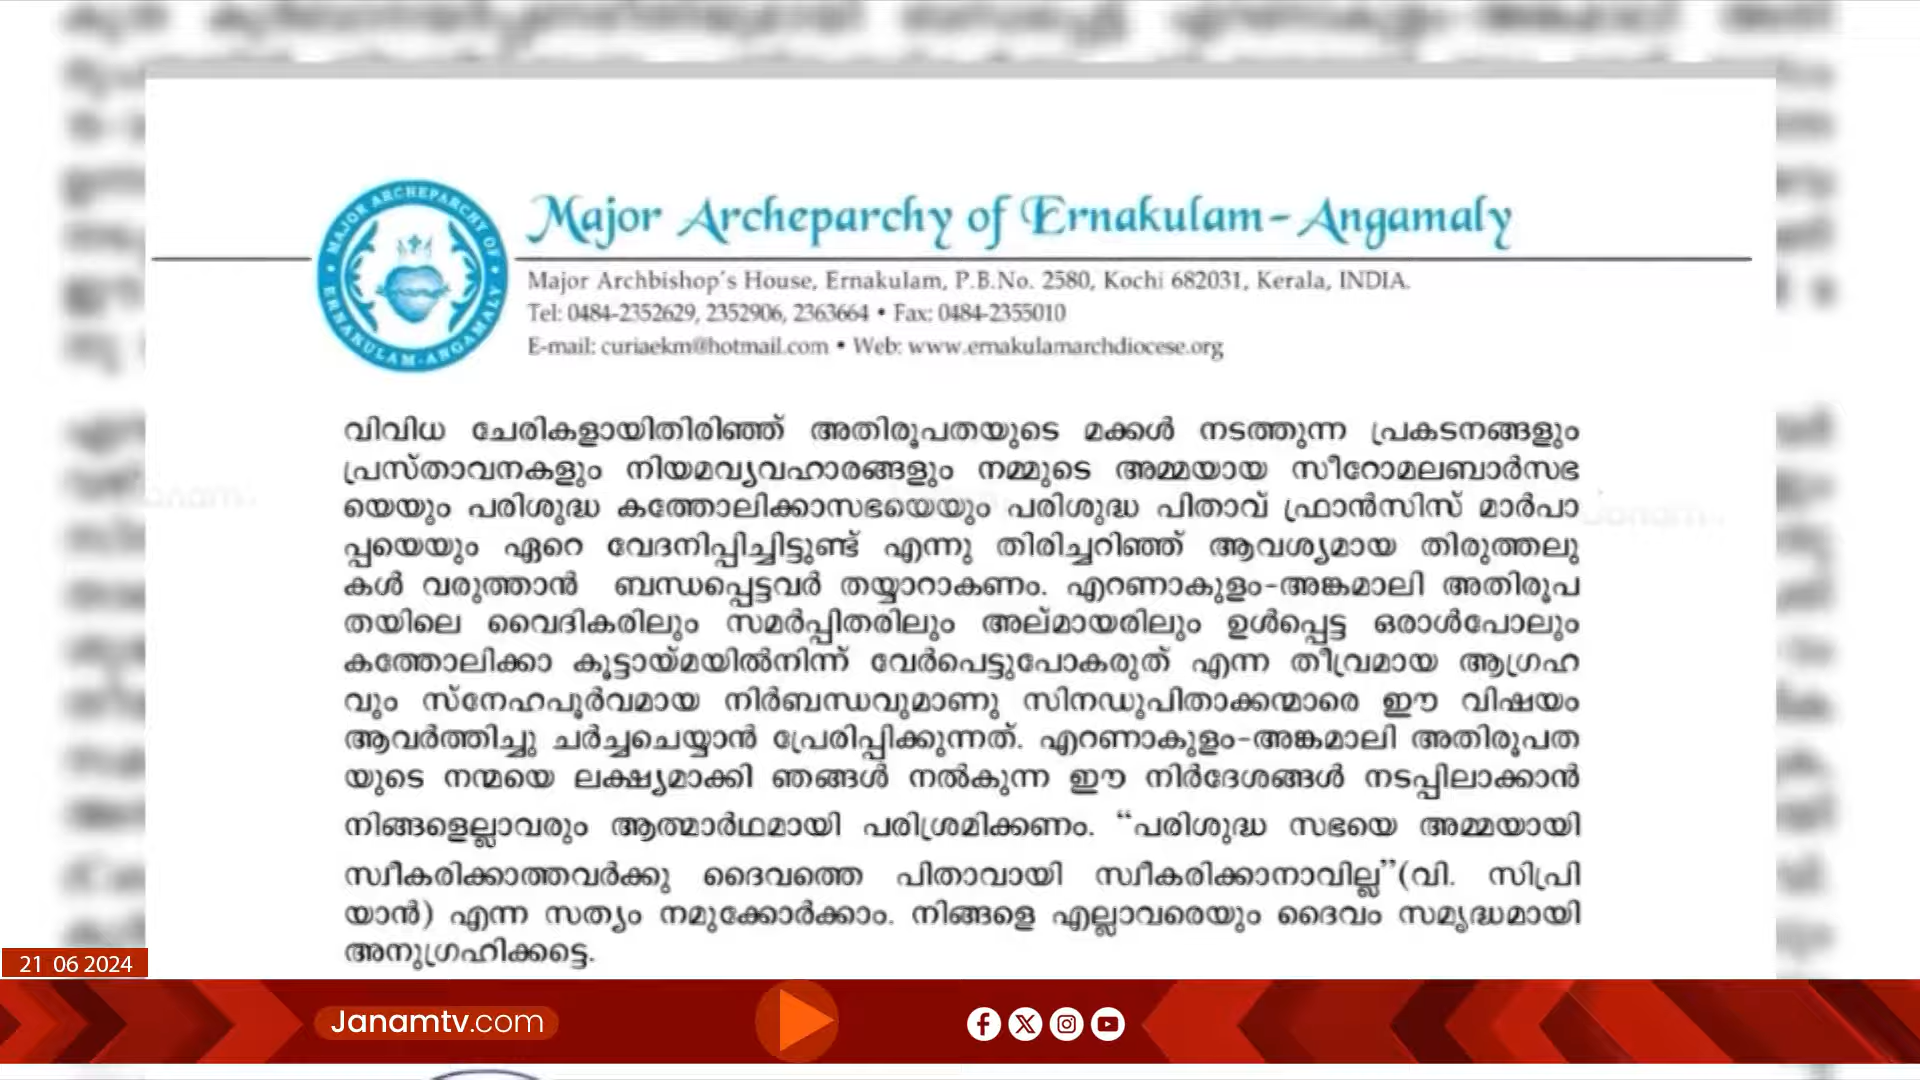 MAJOR ARCHEPARCHY OF
ERNAKULAM-ANGAMALY
Major Archeparchy of Ernakulam-Angamaly
Major Archbishop's House, Ernakulam, P.B.No. 2580, Kochi 682031, Kerala, INDIA.
Tel: 0484-2352629, 2352906, 2363664 • Fax: 0484-2355010
E-mail: curiaekm@hotmail.com • Web: www.ernakulamarchdiocese.org
വിവിധ ചേരികളായിതിരിഞ്ഞ് അതിരൂപതയുടെ മക്കൾ നടത്തുന്ന പ്രകടനങ്ങളും
പ്രസ്താവനകളും നിയമവ്യവഹാരങ്ങളും നമ്മുടെ അമ്മയായ സീറോമലബാർസഭ
യെയും പരിശുദ്ധ കത്തോലിക്കാസഭയെയും പരിശുദ്ധ പിതാവ് ഫ്രാൻസിസ് മാർപാ
പ്പയെയും ഏറെ വേദനിപ്പിച്ചിട്ടുണ്ട് എന്നു തിരിച്ചറിഞ്ഞ് ആവശ്യമായ തിരുത്തലു
കൾ വരുത്താൻ ബന്ധപ്പെട്ടവർ തയ്യാറാകണം. എറണാകുളം-അങ്കമാലി അതിരൂപ
തയിലെ വൈദികരിലും സമർപ്പിതരിലും അല്മായരിലും ഉൾപ്പെട്ട ഒരാൾപോലും
കത്തോലിക്കാ കൂട്ടായ്മയിൽനിന്ന് വേർപെട്ടുപോകരുത് എന്ന തീവ്രമായ ആഗ്രഹ
വും സ്നേഹപൂർവമായ നിർബന്ധവുമാണു സിനഡുപിതാക്കന്മാരെ ഈ വിഷയം
ആവർത്തിച്ചു ചർച്ചചെയ്യാൻ പ്രേരിപ്പിക്കുന്നത്. എറണാകുളം-അങ്കമാലി അതിരൂപത
യുടെ നന്മയെ ലക്ഷ്യമാക്കി ഞങ്ങൾ നൽകുന്ന ഈ നിർദേശങ്ങൾ നടപ്പിലാക്കാൻ
നിങ്ങളെല്ലാവരും ആത്മാർഥമായി പരിശ്രമിക്കണം. “പരിശുദ്ധ സഭയെ അമ്മയായി
സ്വീകരിക്കാത്തവർക്കു ദൈവത്തെ പിതാവായി സ്വീകരിക്കാനാവില്ല”(വി. സിപ്രി
യാൻ) എന്ന സത്യം നമുക്കോർക്കാം. നിങ്ങളെ എല്ലാവരെയും ദൈവം സമൃദ്ധമായി
അനുഗ്രഹിക്കട്ടെ.
21 06 2024
Janamtv.com